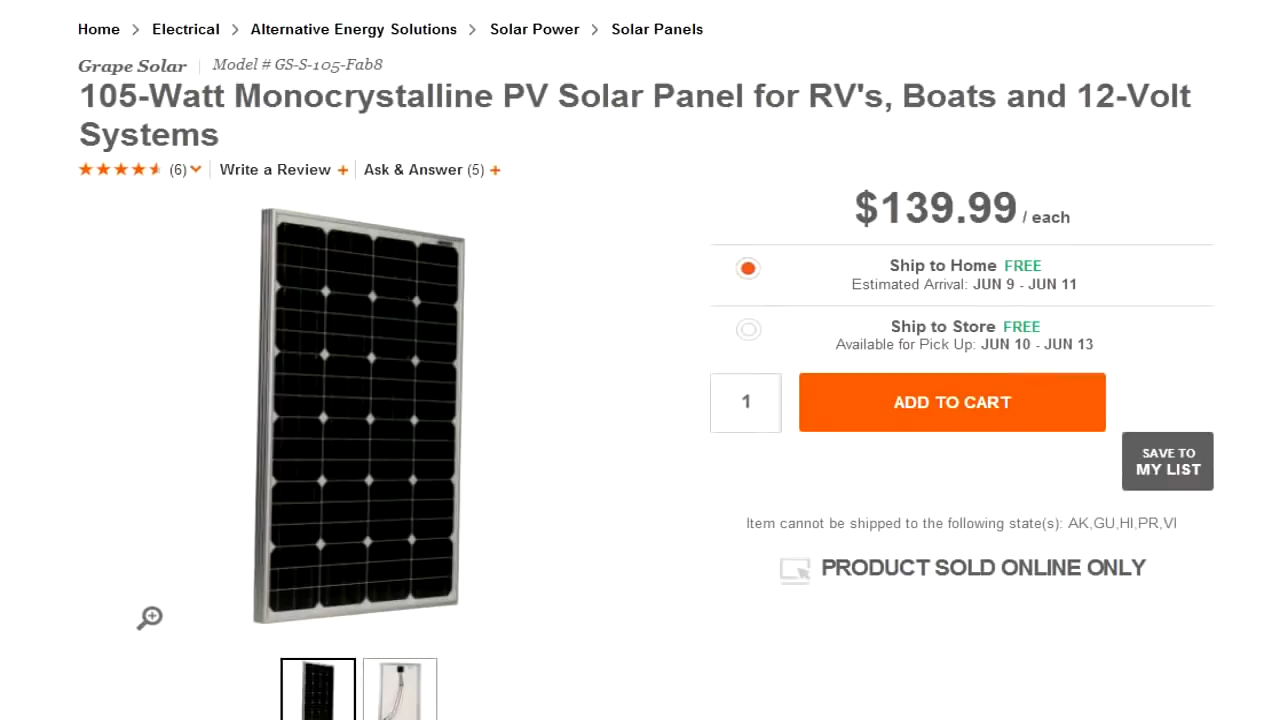 Home > Electrical > Alternative Energy Solutions > Solar Power > Solar Panels
Grape Solar | Model # GS-S-105-Fab8
105-Watt Monocrystalline PV Solar Panel for RV's, Boats and 12-Volt
Systems
(6) | Write a Review + | Ask & Answer (5) +
$139.99 / each
Ship to Home FREE
Estimated Arrival: JUN 9 - JUN 11
Ship to Store FREE
Available for Pick Up: JUN 10 - JUN 13
1 ADD TO CART
SAVE TO
MY LIST
Item cannot be shipped to the following state(s): AK,GU,HI,PR,VI
PRODUCT SOLD ONLINE ONLY